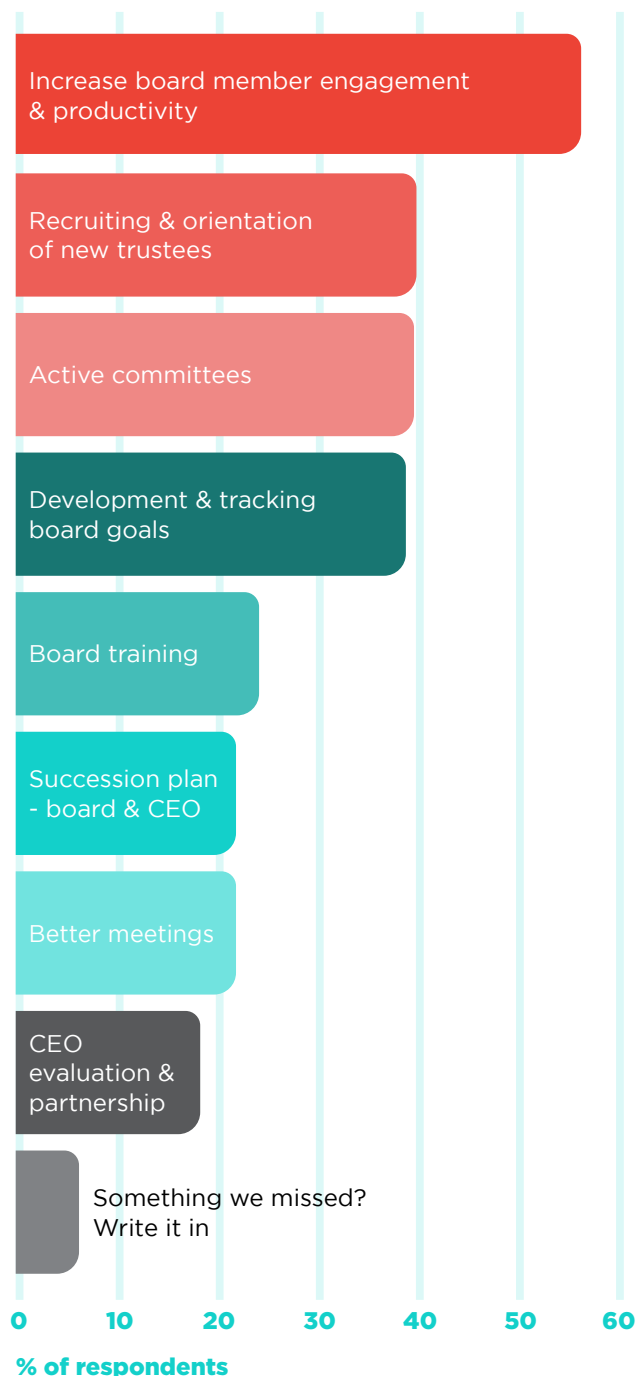 Increase board member engagement
& productivity
Recruiting & orientation
of new trustees
Active committees
Development & tracking
board goals
Board training
Succession plan
- board & CEO
Better meetings
CEO
evaluation &
partnership
Something we missed?
Write it in
0 10 20 30 40 50 60
% of respondents